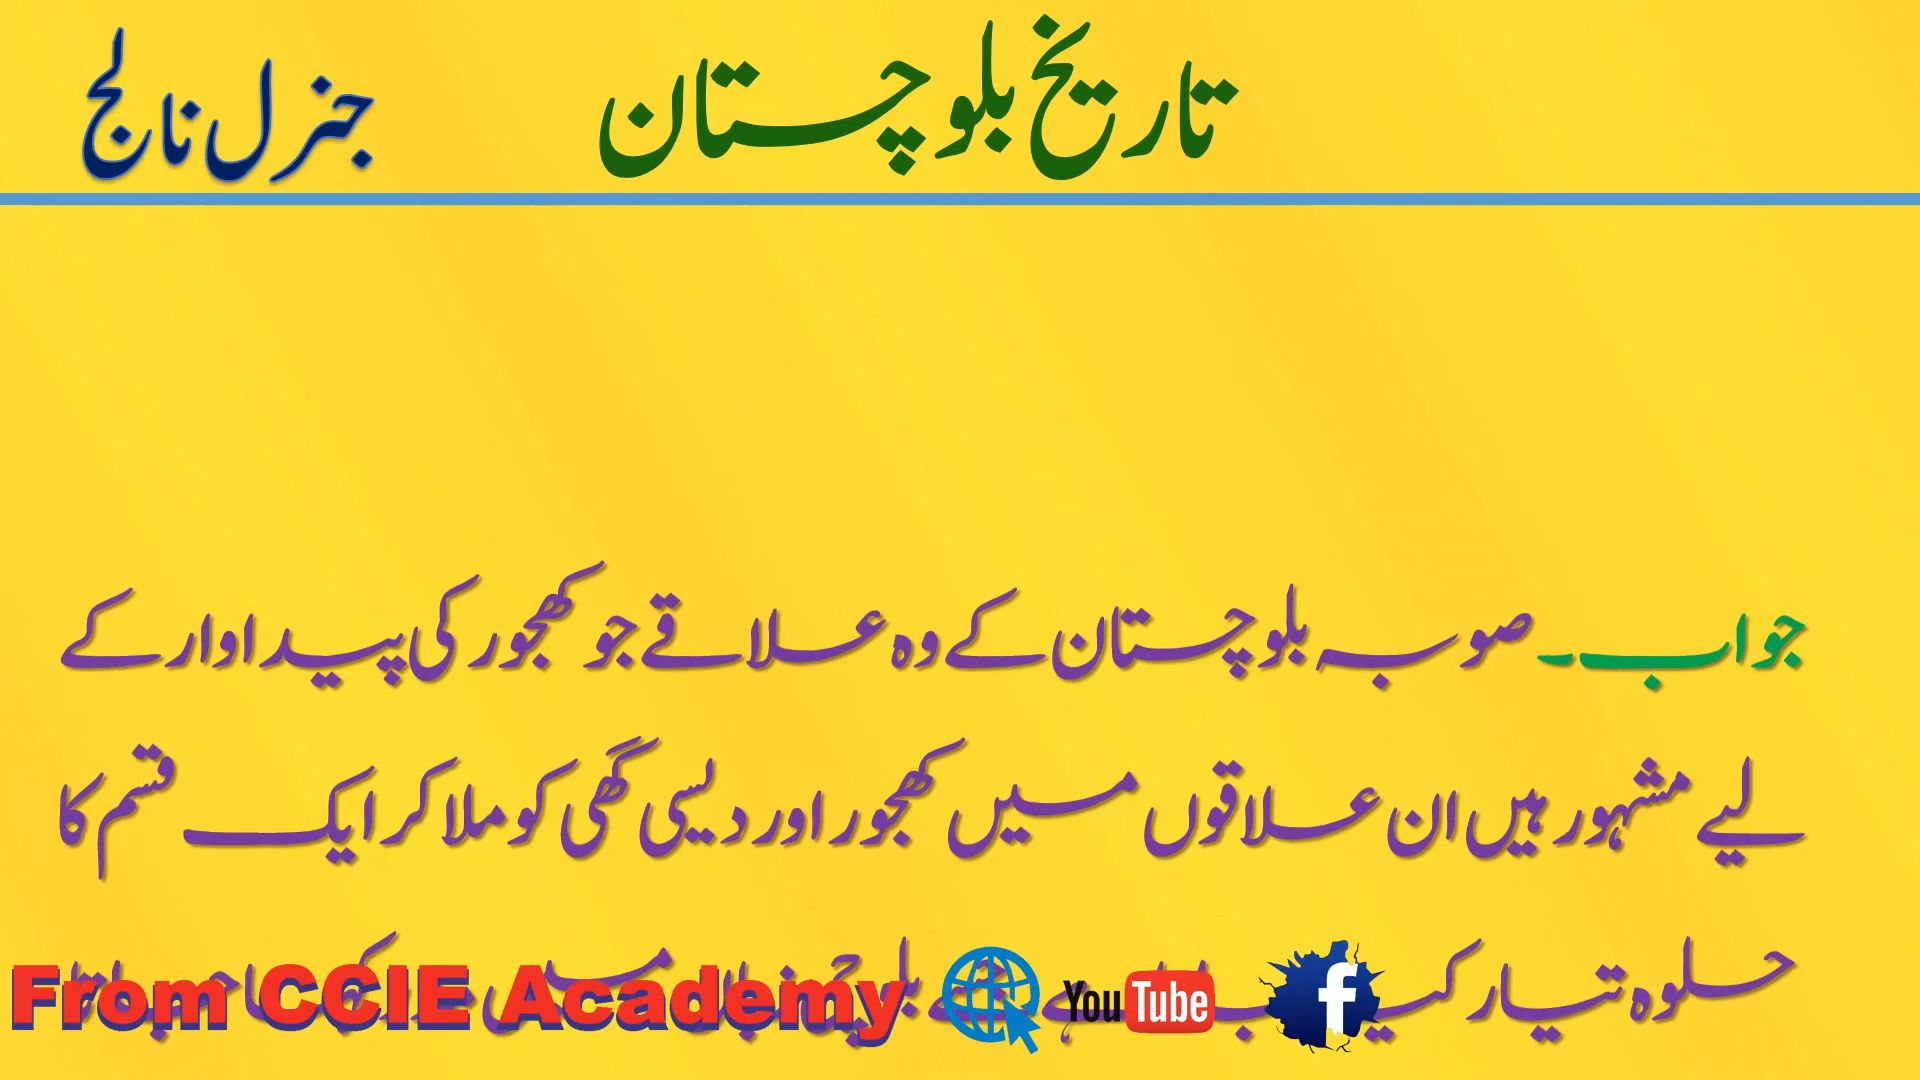 تاریخ بلوچستان
جنرل نالج
جواب۔ صوبہ بلوچستان کے وہ علاقے جو کھجور کی پیداوار کے
لیے مشہور ہیں ان علاقوں میں کھجور اور دیسی گھی کو ملا کر ایک قسم کا
حلوہ تیار کیا
From CCIE Academy
YouTube
f